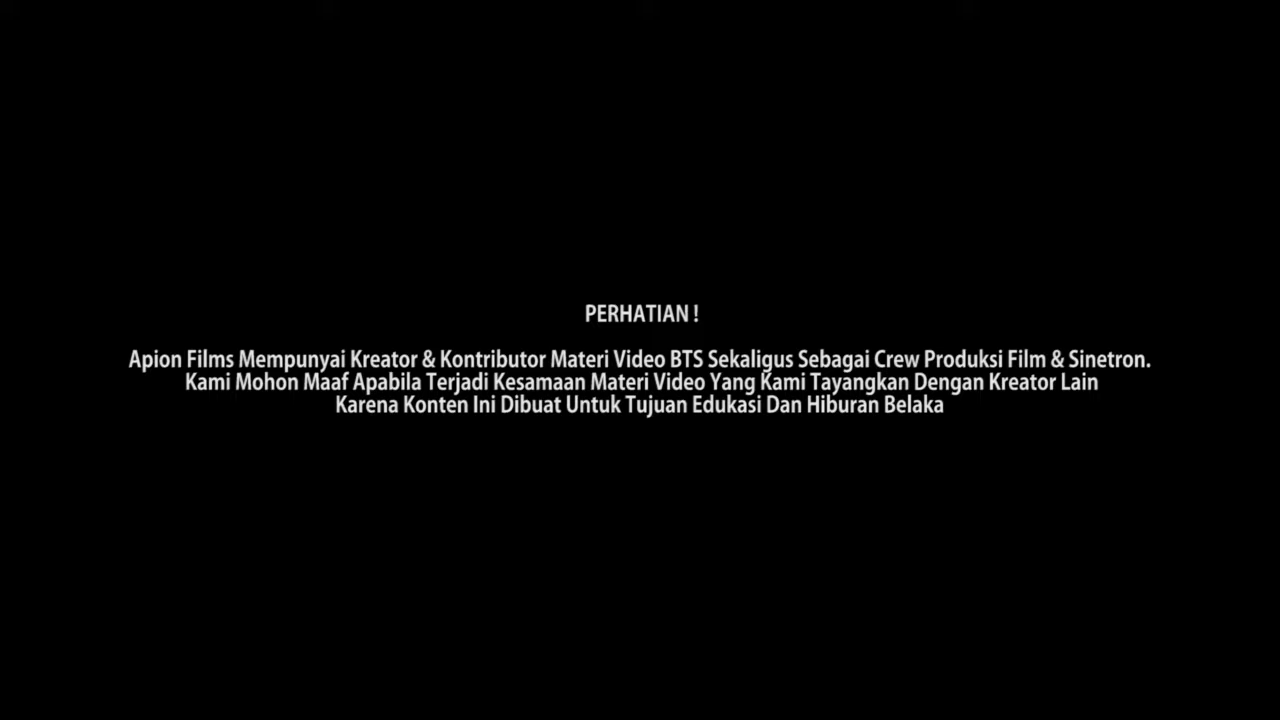 PERHATIAN !
Apion Films Mempunyai Kreator & Kontributor Materi Video BTS Sekaligus Sebagai Crew Produksi Film & Sinetron.
Kami Mohon Maaf Apabila Terjadi Kesamaan Materi Video Yang Kami Tayangkan Dengan Kreator Lain
Karena Konten Ini Dibuat Untuk Tujuan Edukasi Dan Hiburan Belaka